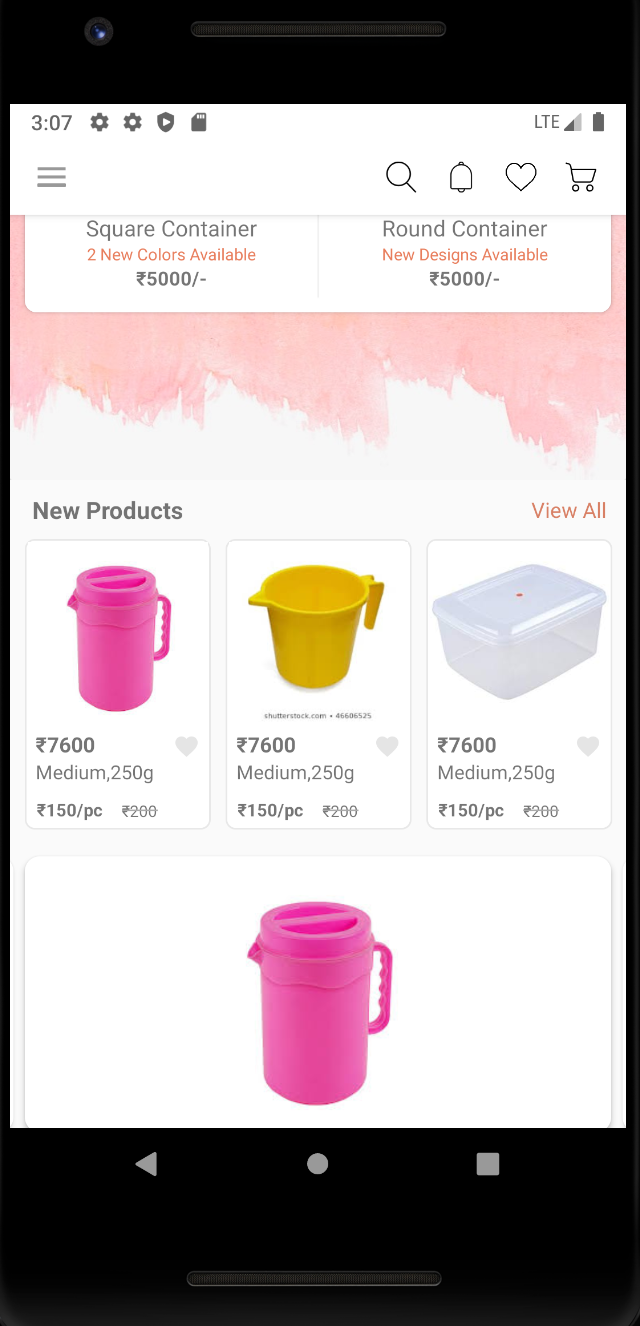 3:07 LTE
Square Container Round Container
2 New Colors Available New Designs Available
₹5000/- ₹5000/-
New Products View All
shutterstock.com • 46606525
₹7600 ₹7600 ₹7600
Medium,250g Medium,250g Medium,250g
₹150/pc ₹200 ₹150/pc ₹200 ₹150/pc ₹200